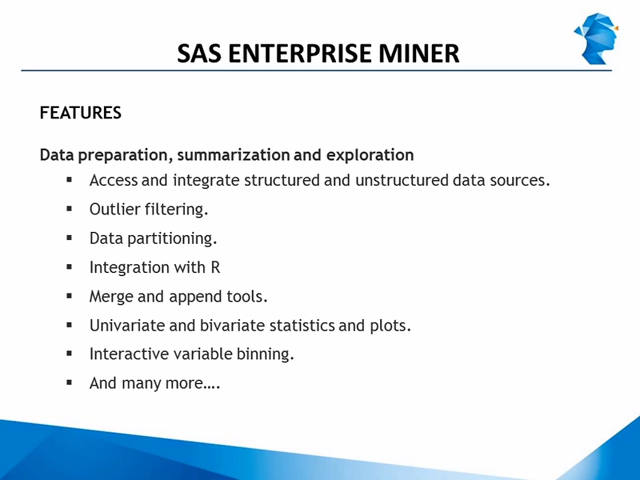 SAS ENTERPRISE MINER
FEATURES
Data preparation, summarization and exploration
▪ Access and integrate structured and unstructured data sources.
▪ Outlier filtering.
▪ Data partitioning.
▪ Integration with R
▪ Merge and append tools.
▪ Univariate and bivariate statistics and plots.
▪ Interactive variable binning.
▪ And many more….